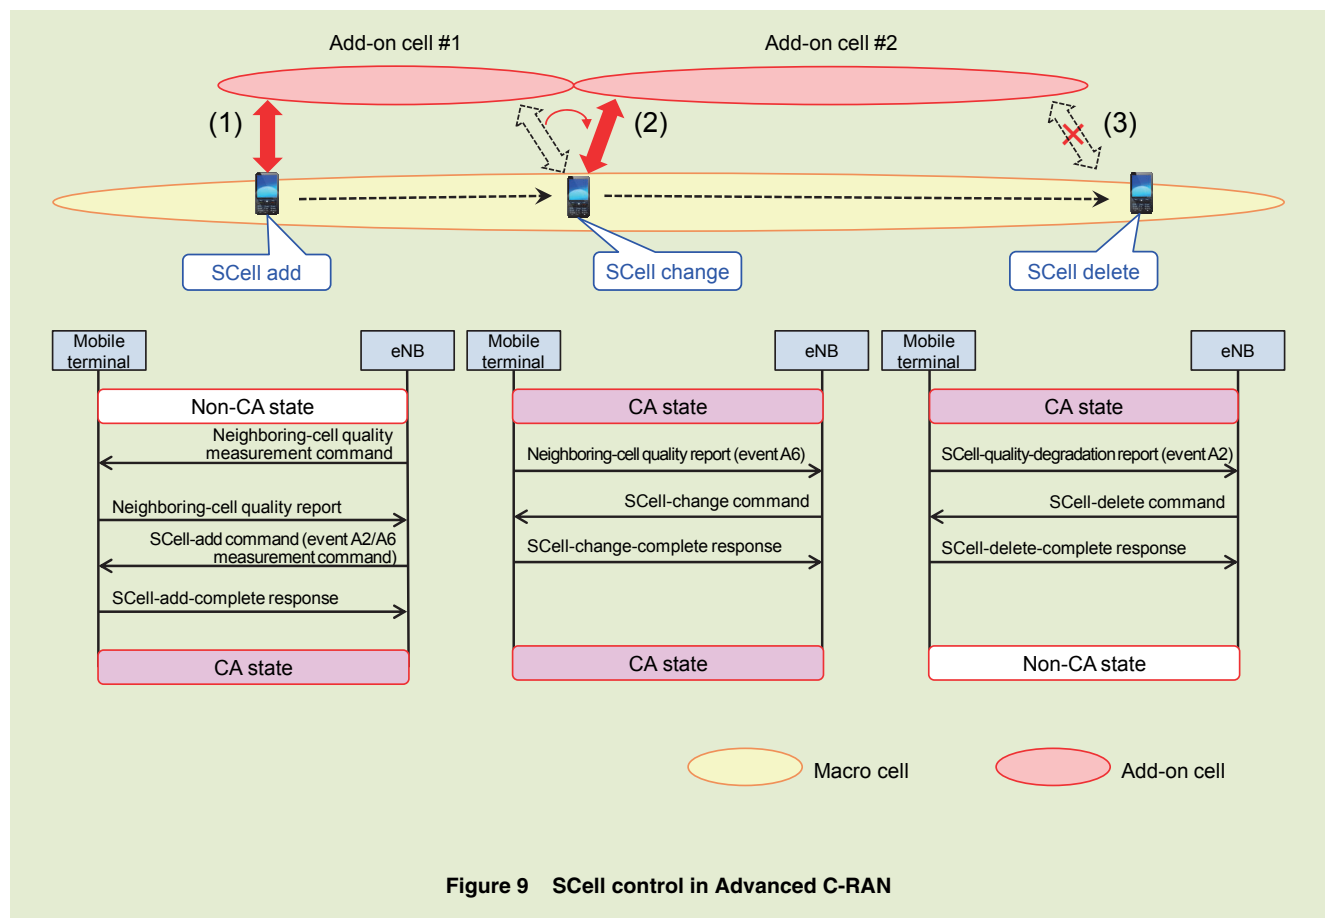 Add-on cell #1
Add-on cell #2
(1)
(2)
(3)
SCell add
SCell change
SCell delete
Mobile
terminal
eNB
Non-CA state
Neighboring-cell quality
measurement command
Neighboring-cell quality report
SCell-add command (event A2/A6
measurement command)
SCell-add-complete response
CA state
Mobile
terminal
eNB
CA state
Neighboring-cell quality report (event A6)
SCell-change command
SCell-change-complete response
CA state
Mobile
terminal
eNB
CA state
SCell-quality-degradation report (event A2)
SCell-delete command
SCell-delete-complete response
Non-CA state
Macro cell
Add-on cell
Figure 9 SCell control in Advanced C-RAN